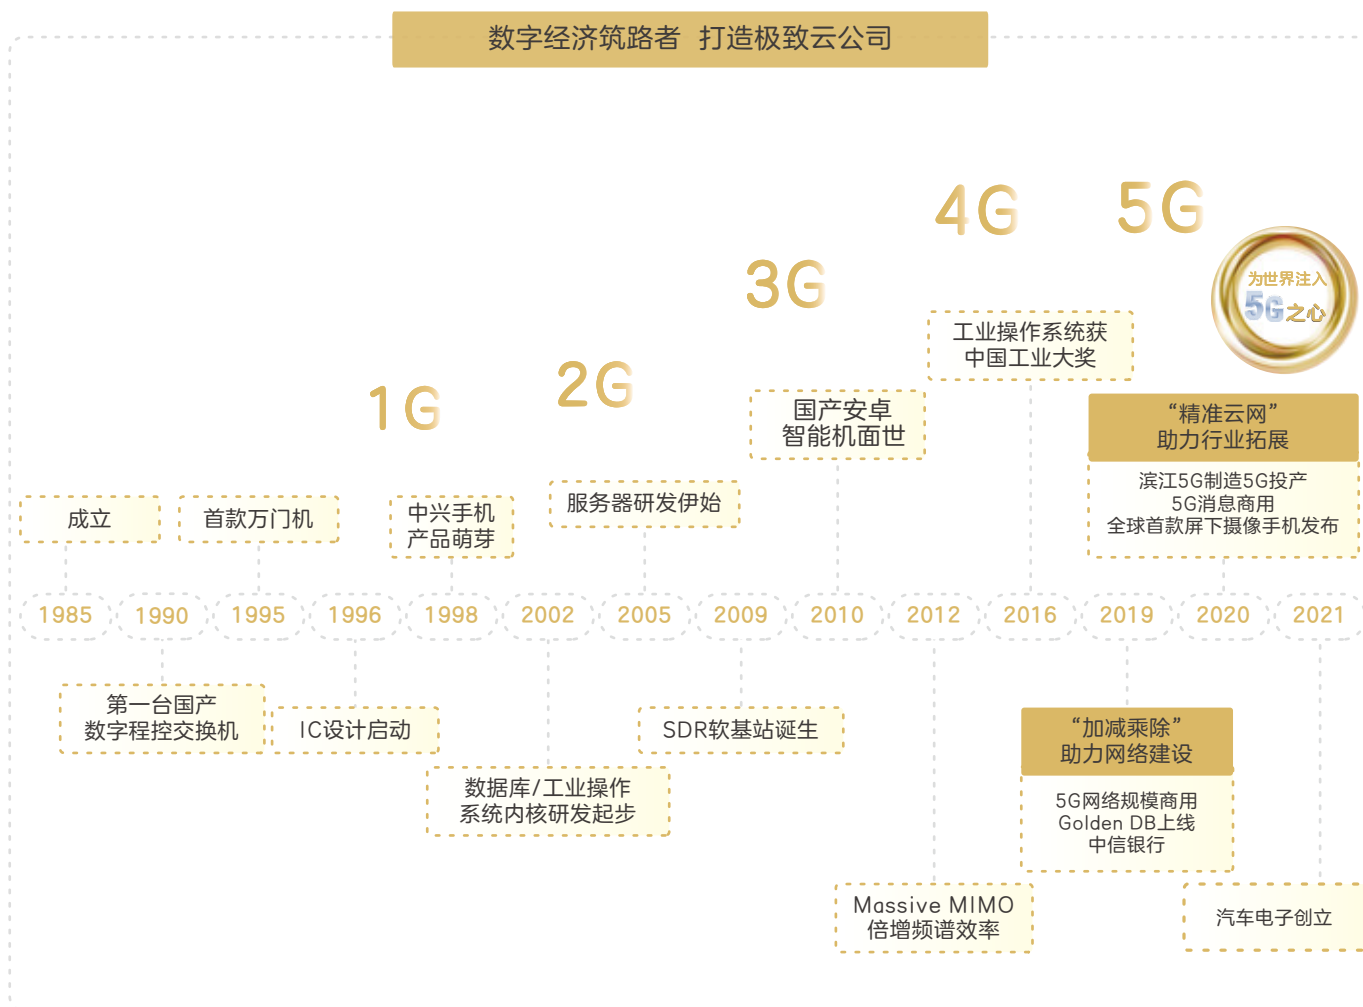 数字经济筑路者 打造极致云公司
1G
2G
3G
4G
5G
为世界注入
5G之心
成立
首款万门机
中兴手机
产品萌芽
服务器研发伊始
国产安卓
智能机面世
工业操作系统获
中国工业大奖
“精准云网”
助力行业拓展
滨江5G制造5G投产
5G消息商用
全球首款屏下摄像手机发布
1985
1990
1995
1996
1998
2002
2005
2009
2010
2012
2016
2019
2020
2021
第一台国产
数字程控交换机
IC设计启动
数据库/工业操作
系统内核研发起步
SDR软基站诞生
Massive MIMO
倍增频谱效率
“加减乘除”
助力网络建设
5G网络规模商用
Golden DB上线
中信银行
汽车电子创立